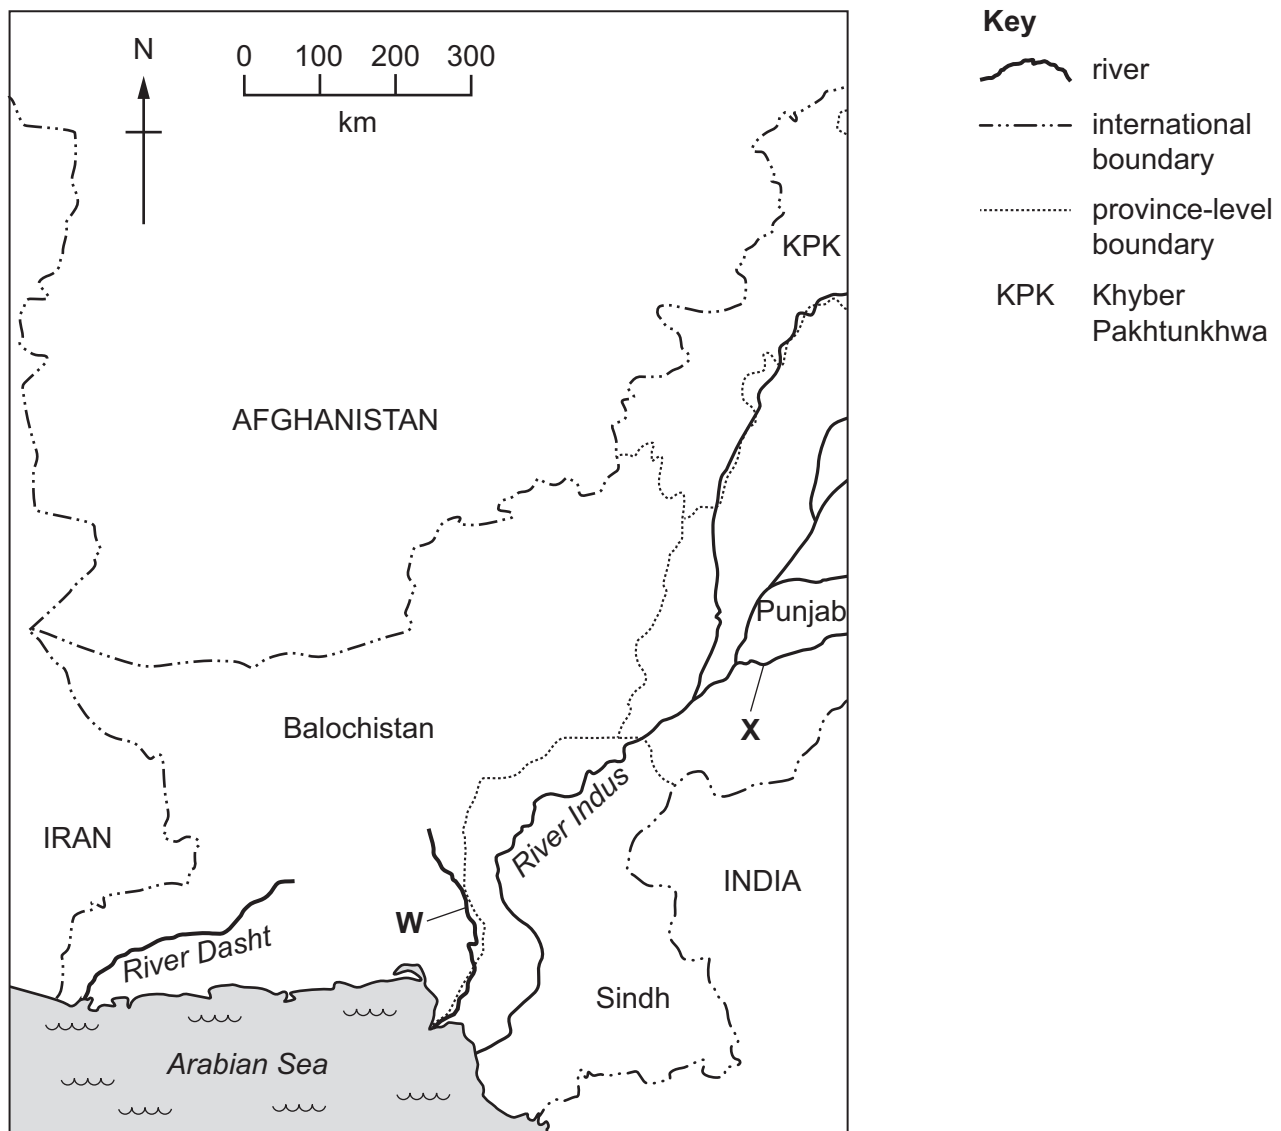 N
0 100 200 300
km
KPK
AFGHANISTAN
Punjab
X
Balochistan
River Indus
IRAN
INDIA
W
River Dasht
Sindh
Arabian Sea
Key
river
international
boundary
province-level
boundary
KPK Khyber
Pakhtunkhwa